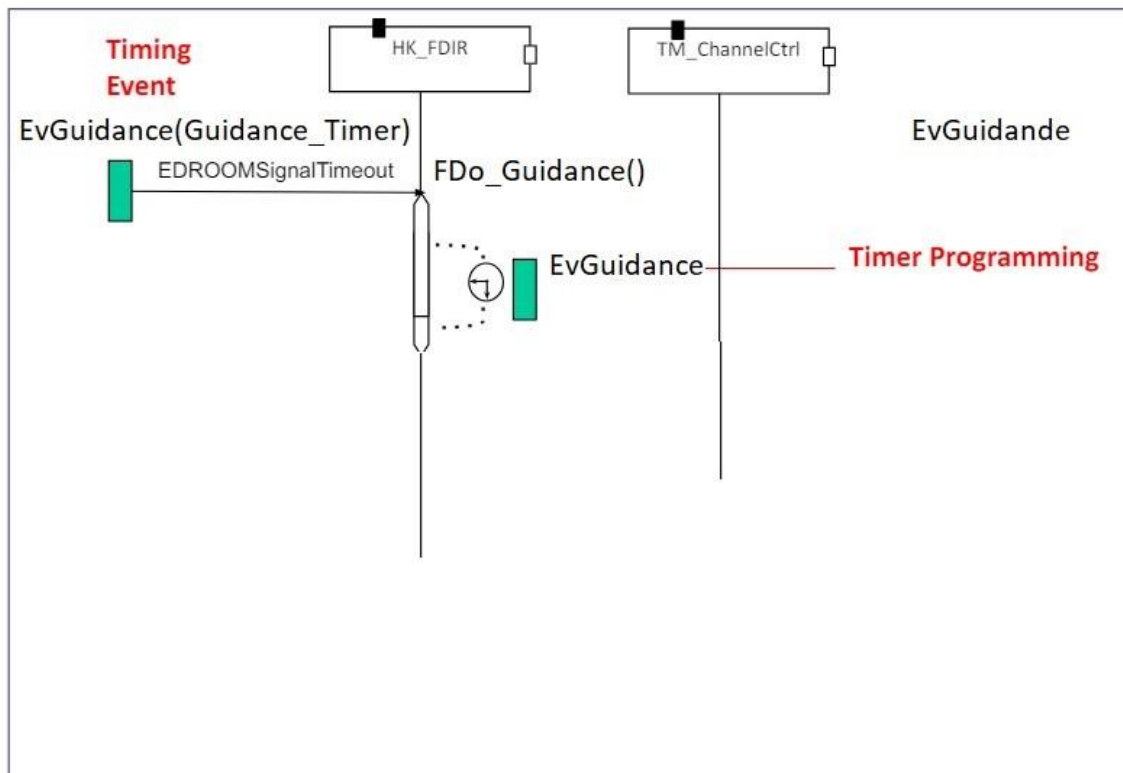 HK_FDIR
TM_ChannelCtrl
Timing
Event
EvGuidance(Guidance_Timer)
EvGuidande
EDROOMSignalTimeout
FDo_Guidance()
EvGuidance
Timer Programming